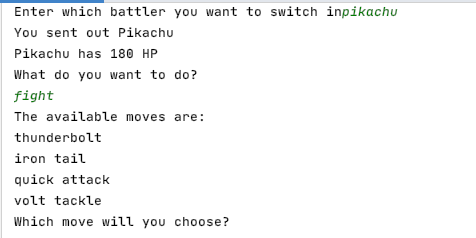 Enter which battler you want to switch inpikachu
You sent out Pikachu
Pikachu has 180 HP
What do you want to do?
fight
The available moves are:
thunderbolt
iron tail
quick attack
volt tackle
Which move will you choose?